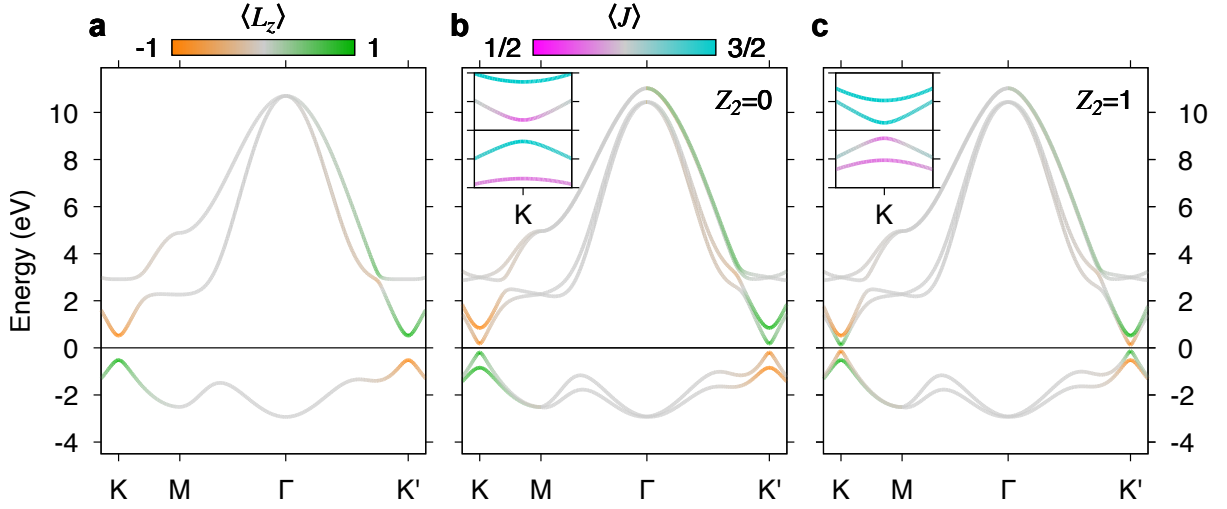 a ⟨Lz⟩ b ⟨J⟩ c
-1 1 1/2 3/2
Z2=0 Z2=1
K K
10 10
8 8
6 6
4 4
2 2
0 0
-2 -2
-4 -4
Energy (eV)
K M Γ K' K M Γ K' K M Γ K'